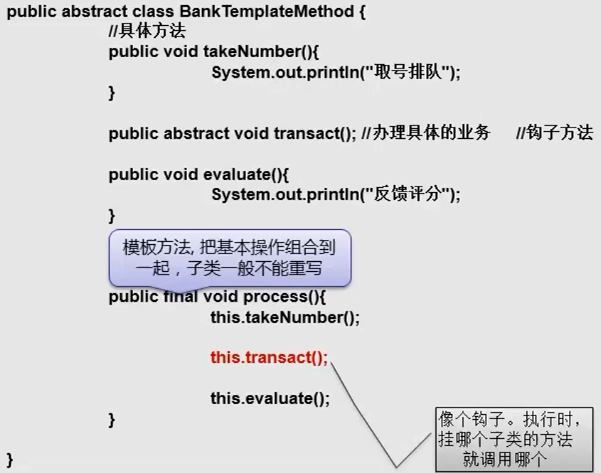 public abstract class BankTemplateMethod {
//具体方法
public void takeNumber(){
System.out.println("取号排队");
}
public abstract void transact(); //办理具体的业务 //钩子方法
public void evaluate(){
System.out.println("反馈评分");
}
模板方法, 把基本操作组合到
一起，子类一般不能重写
public final void process(){
this.takeNumber();
this.transact();
this.evaluate();
}
像个钩子。执行时，
挂哪个子类的方法
就调用哪个
}